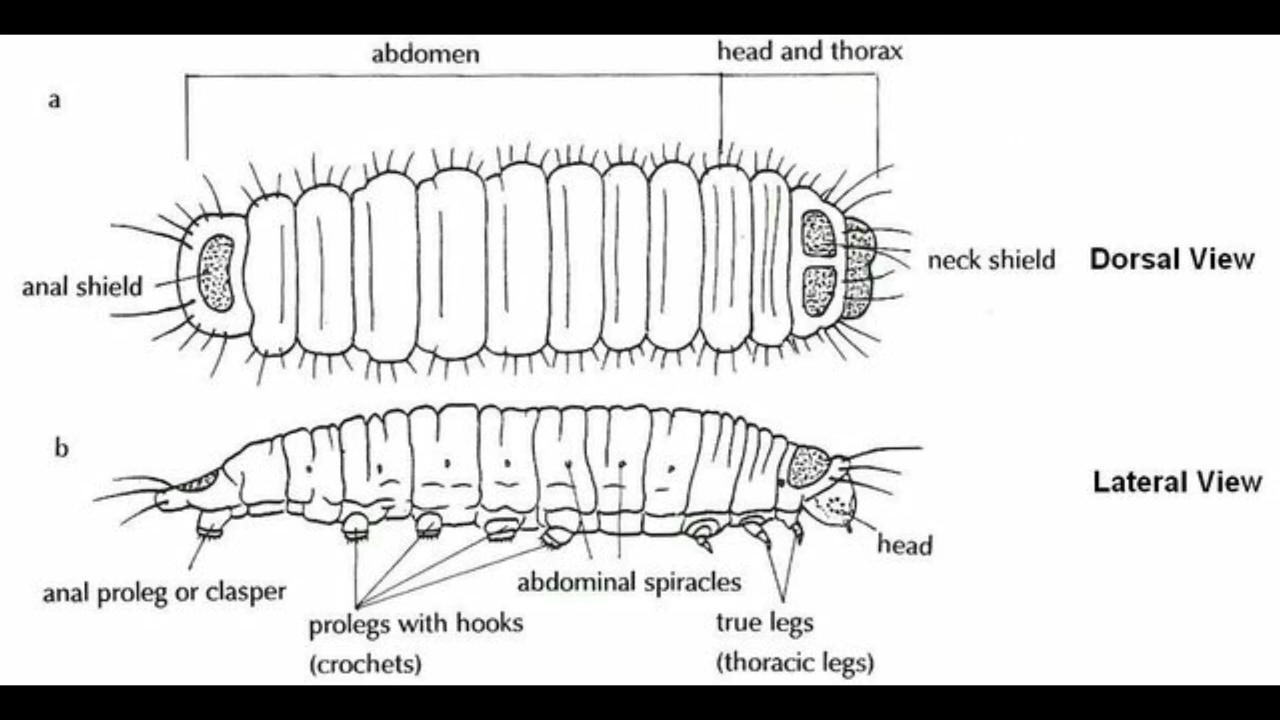 abdomen
head and thorax
a
anal shield
neck shield
Dorsal View
b
Lateral View
head
anal proleg or clasper
abdominal spiracles
prolegs with hooks
(crochets)
true legs
(thoracic legs)